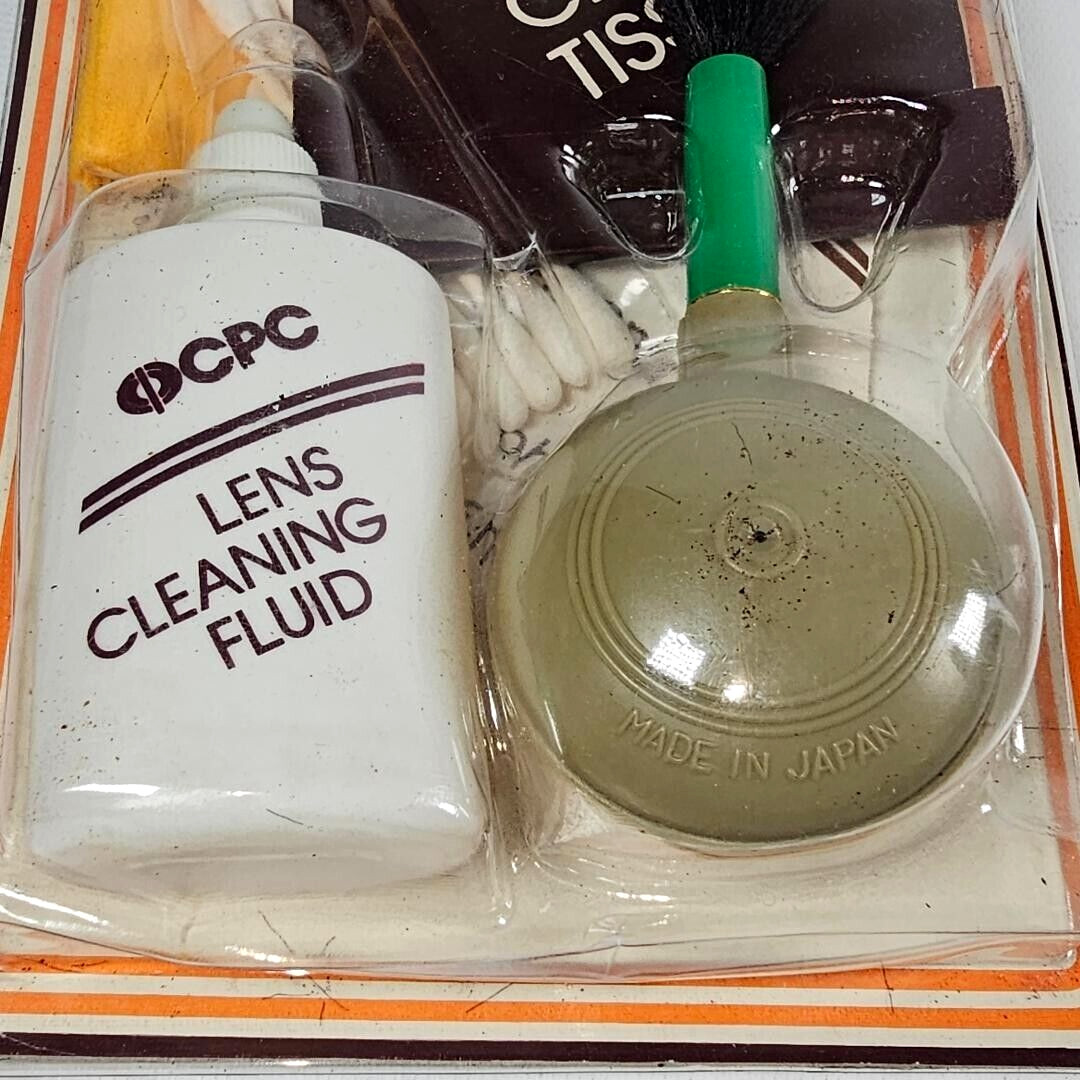 TISS
CPC
LENS
CLEANING
FLUID
MADE IN JAPAN